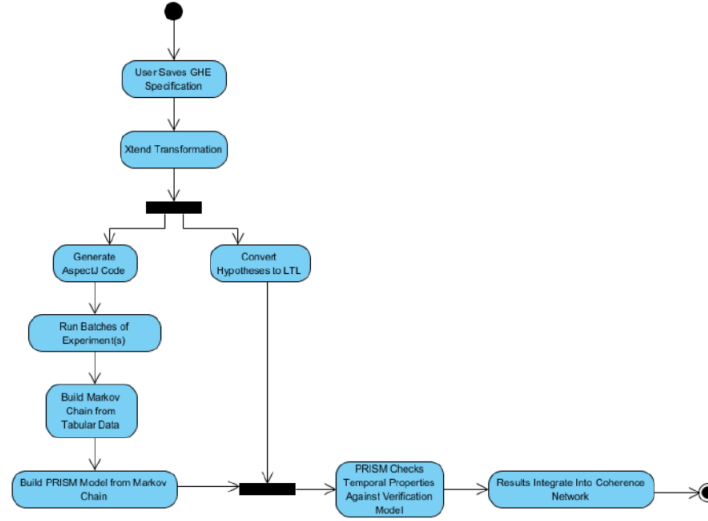 User Saves GHE
Specification
Xtend Transformation
Generate
AspectJ Code
Convert
Hypotheses to LTL
Run Batches of
Experiment(s)
Build Markov
Chain from
Tabular Data
Build PRISM Model from Markov
Chain
PRISM Checks
Temporal Properties
Against Verification
Model
Results Integrate Into Coherence
Network